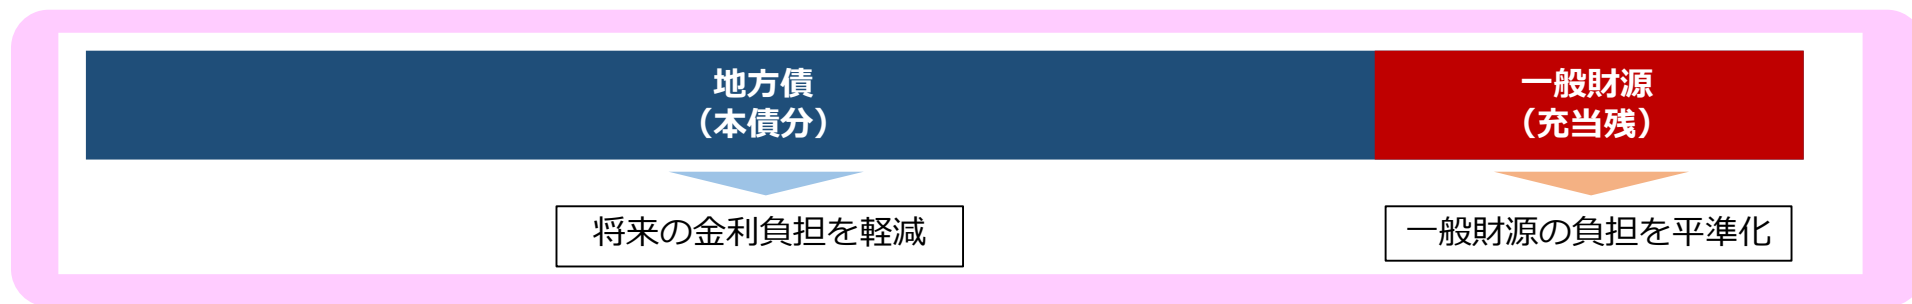 地方債
（本債分）
一般財源
（充当残）
将来の金利負担を軽減
一般財源の負担を平準化